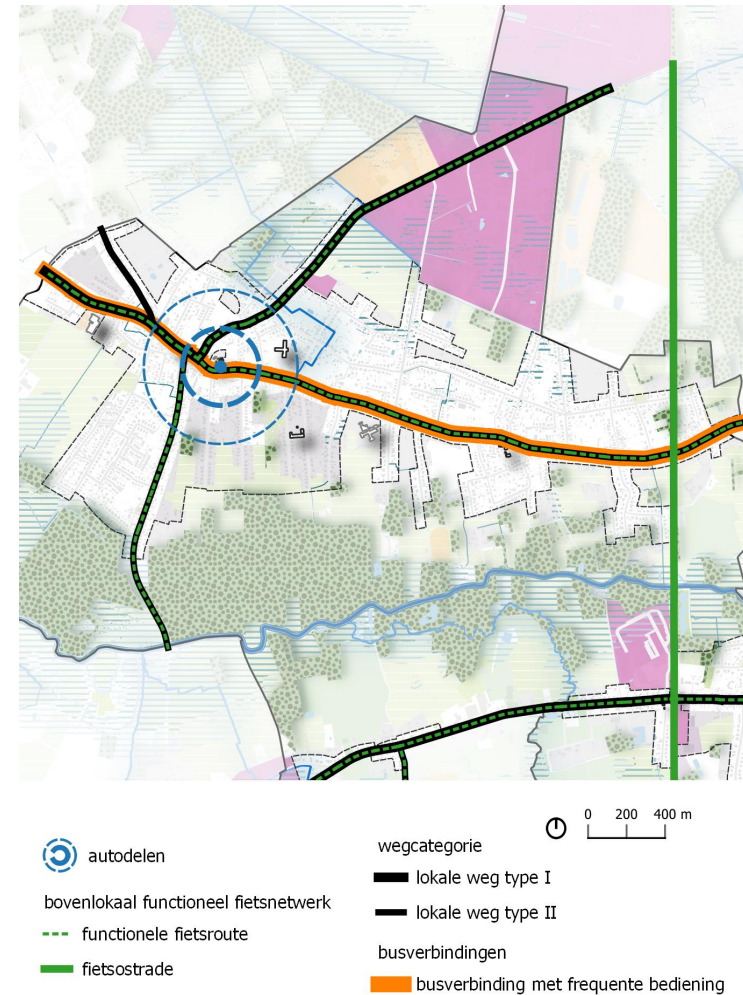 0 200 400 m
autodelen
bovenlokaal functioneel fietsnetwerk
functionele fietsroute
fietsostrade
wegcategorie
lokale weg type I
lokale weg type II
busverbindingen
busverbinding met frequente bediening